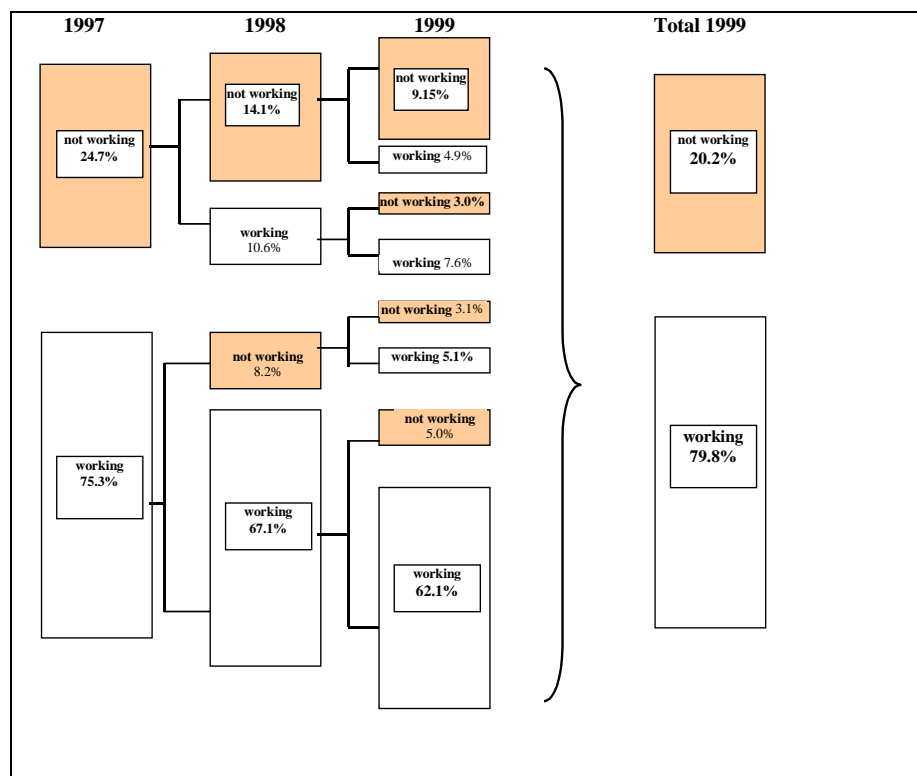 1997 1998 1999 Total 1999
not working
24.7%
not working
14.1%
not working
9.15%
working 4.9%
working
10.6%
not working 3.0%
working 7.6%
working
75.3%
not working
8.2%
not working 3.1%
working 5.1%
working
67.1%
not working
5.0%
working
62.1%
not working
20.2%
working
79.8%